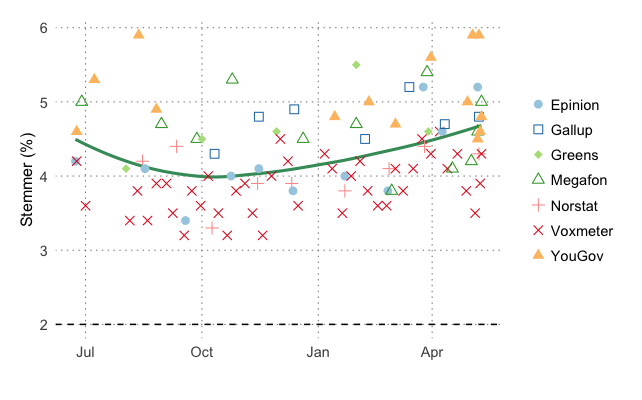 6
5
4
3
2
Stemmer (%)
Jul
Oct
Jan
Apr
Epinion
Gallup
Greens
Megafon
Norstat
Voxmeter
YouGov